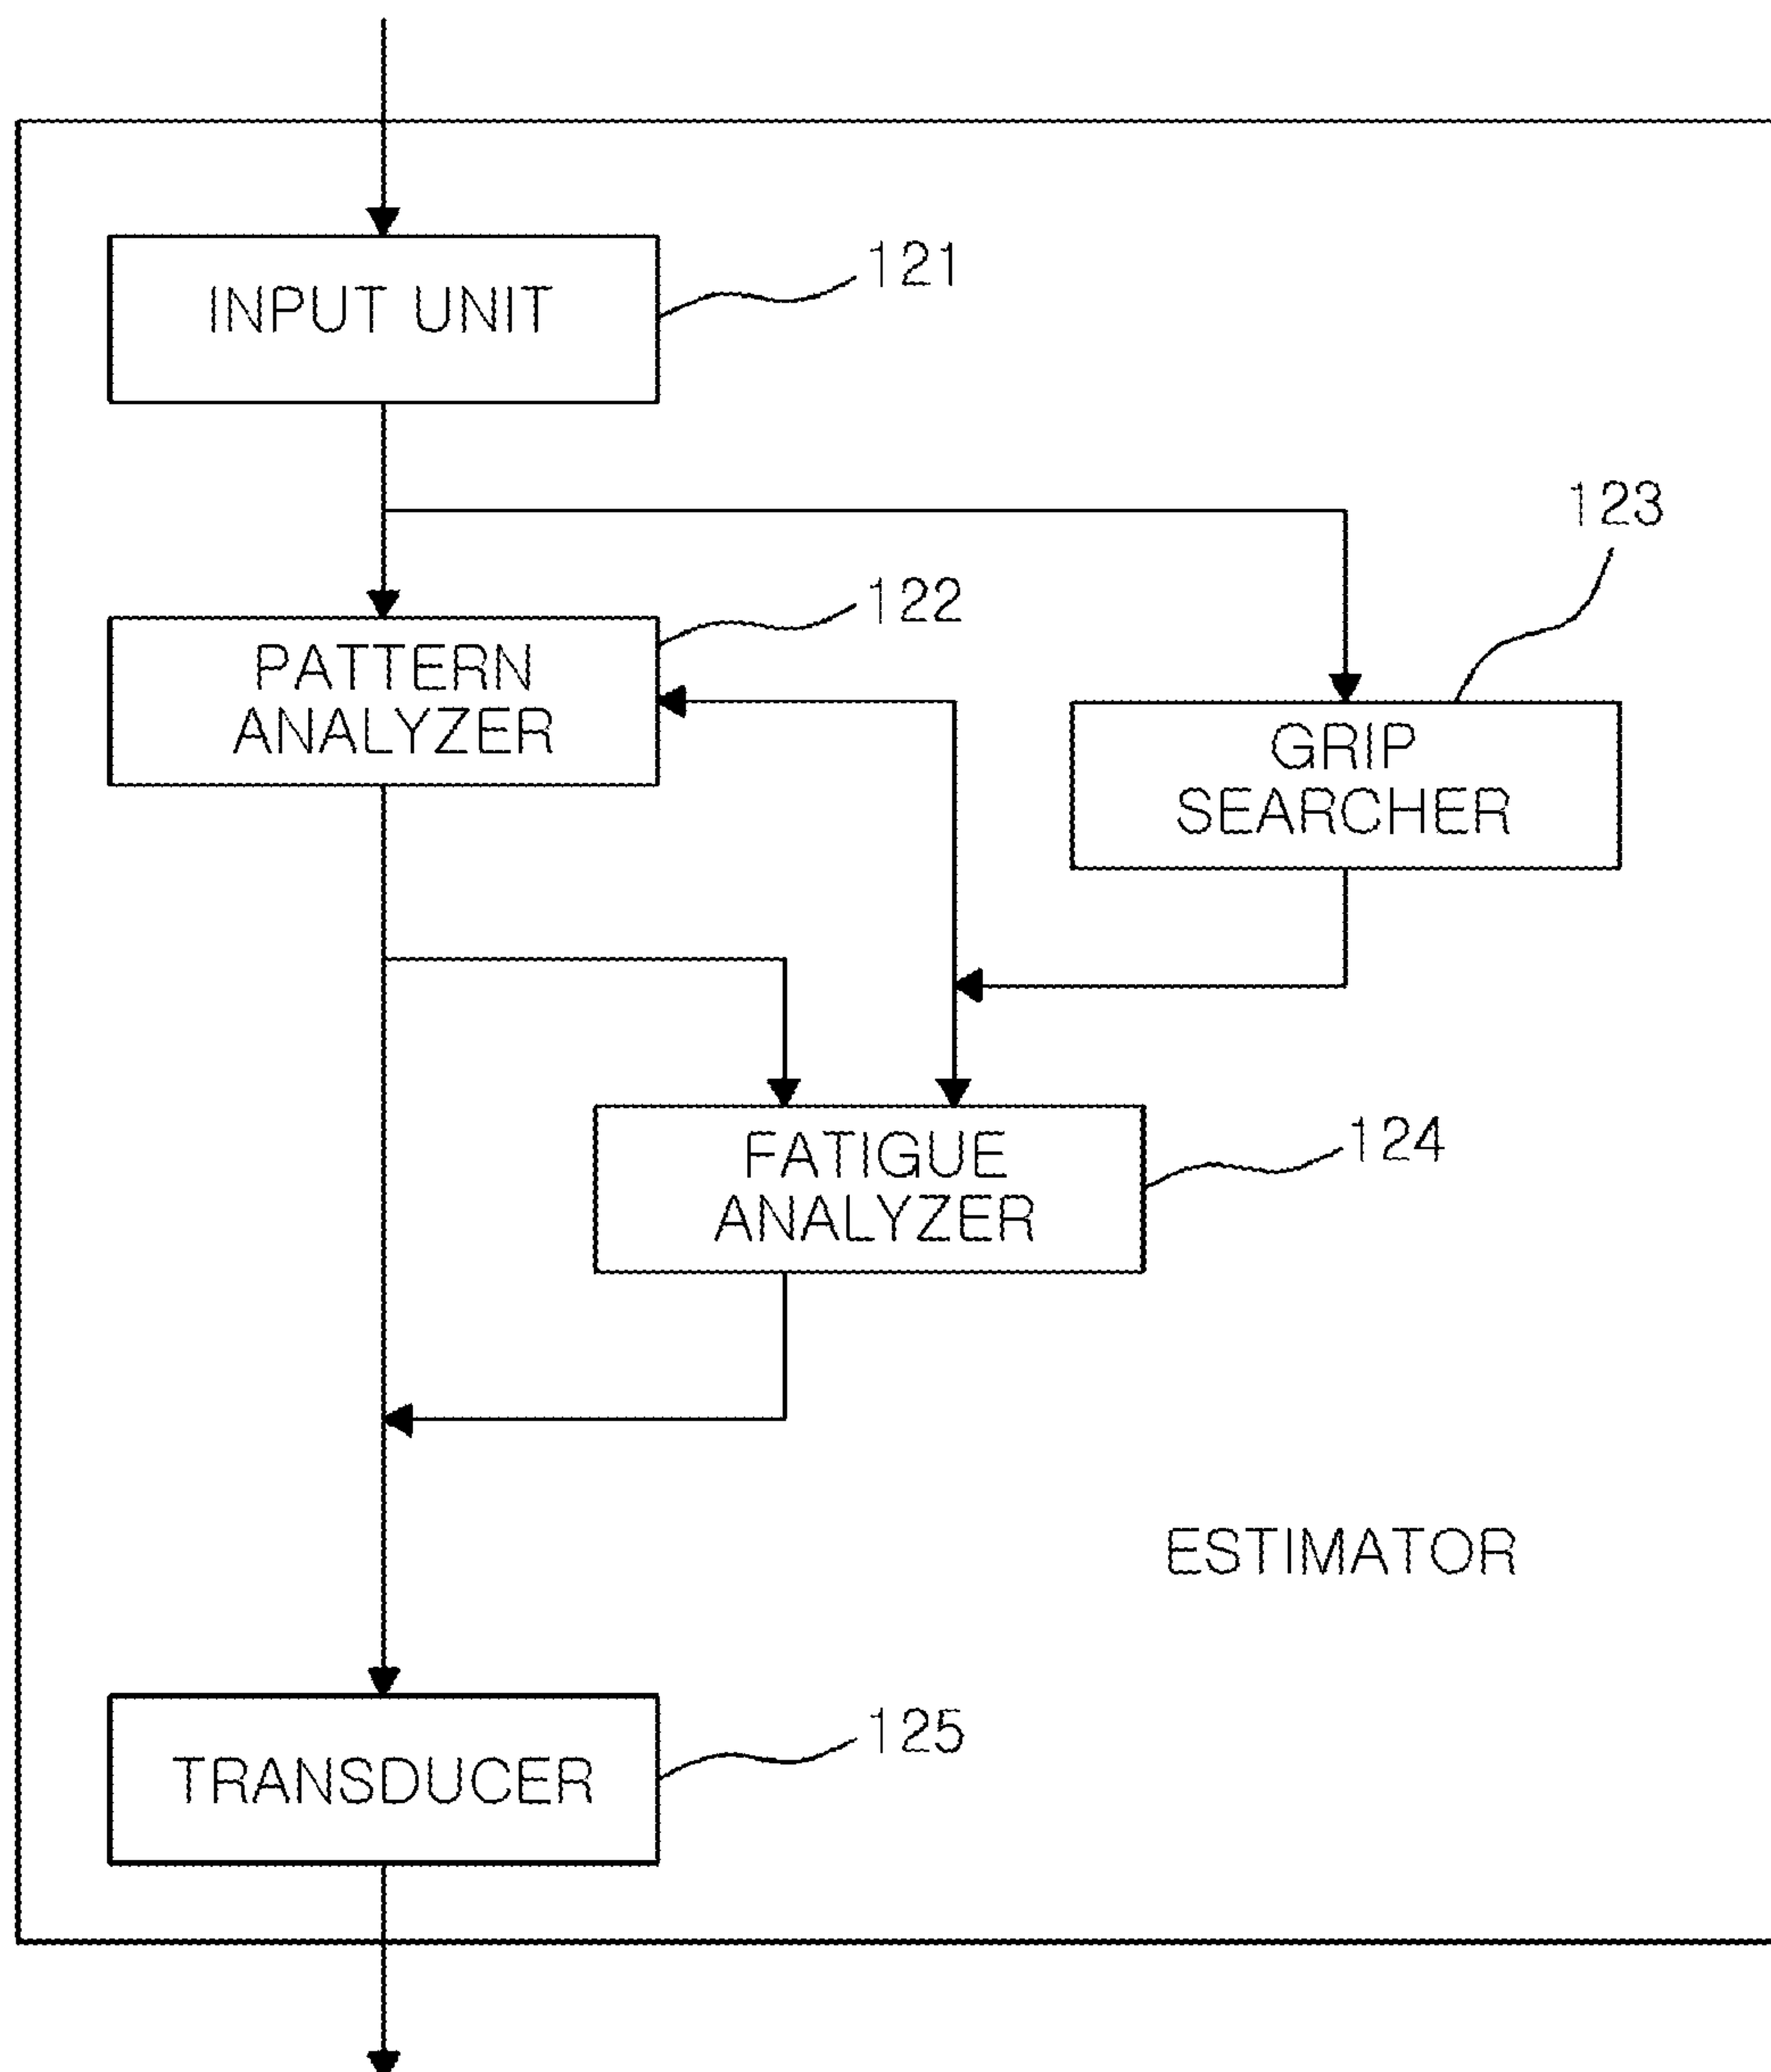 INPUT UNIT
121
123
122
PATTERN
ANALYZER
GRIP
SEARCHER
FATIGUE
ANALYZER
124
ESTIMATOR
TRANSDUCER
125